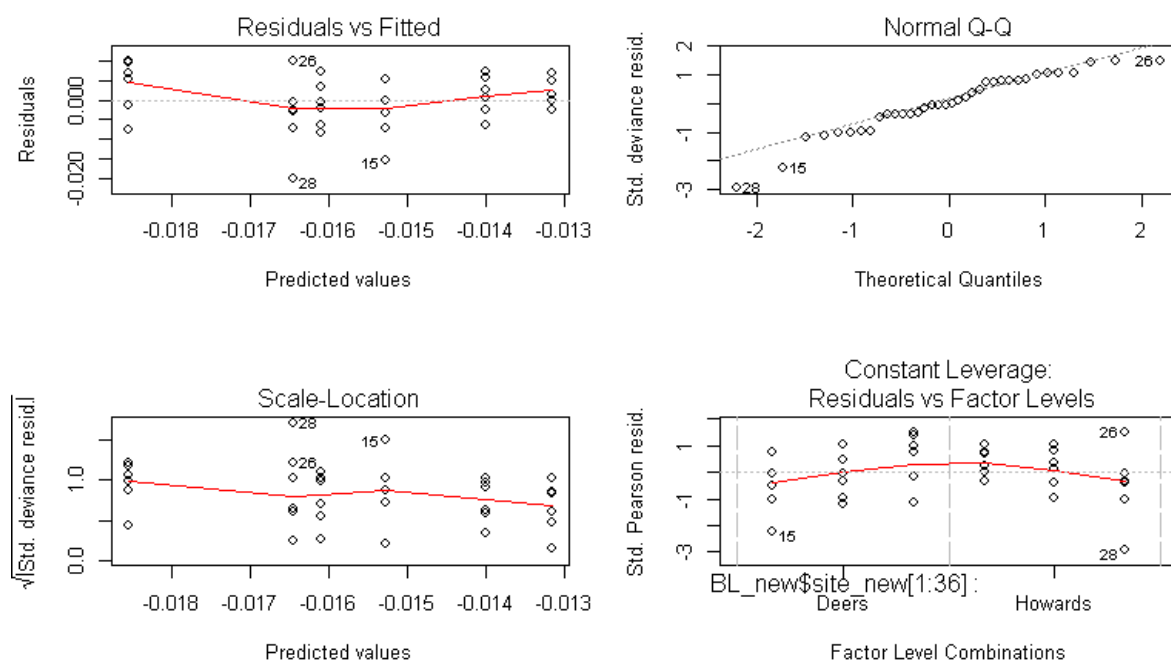 Residuals vs Fitted
Residuals
0.000
-0.020
26
15
28
-0.018 -0.017 -0.016 -0.015 -0.014 -0.013
Predicted values
Normal Q-Q
Std. deviance resid.
2
1
-1
-3
26
15
28
-2 -1 0 1 2
Theoretical Quantiles
Scale-Location
√|Std. deviance resid.|
1.0
0.0
28
15
26
-0.018 -0.017 -0.016 -0.015 -0.014 -0.013
Predicted values
Constant Leverage:
Residuals vs Factor Levels
Std. Pearson resid.
1
-1
-3
26
15
28
BL_new$site_new[1:36] :
Deers Howards
Factor Level Combinations